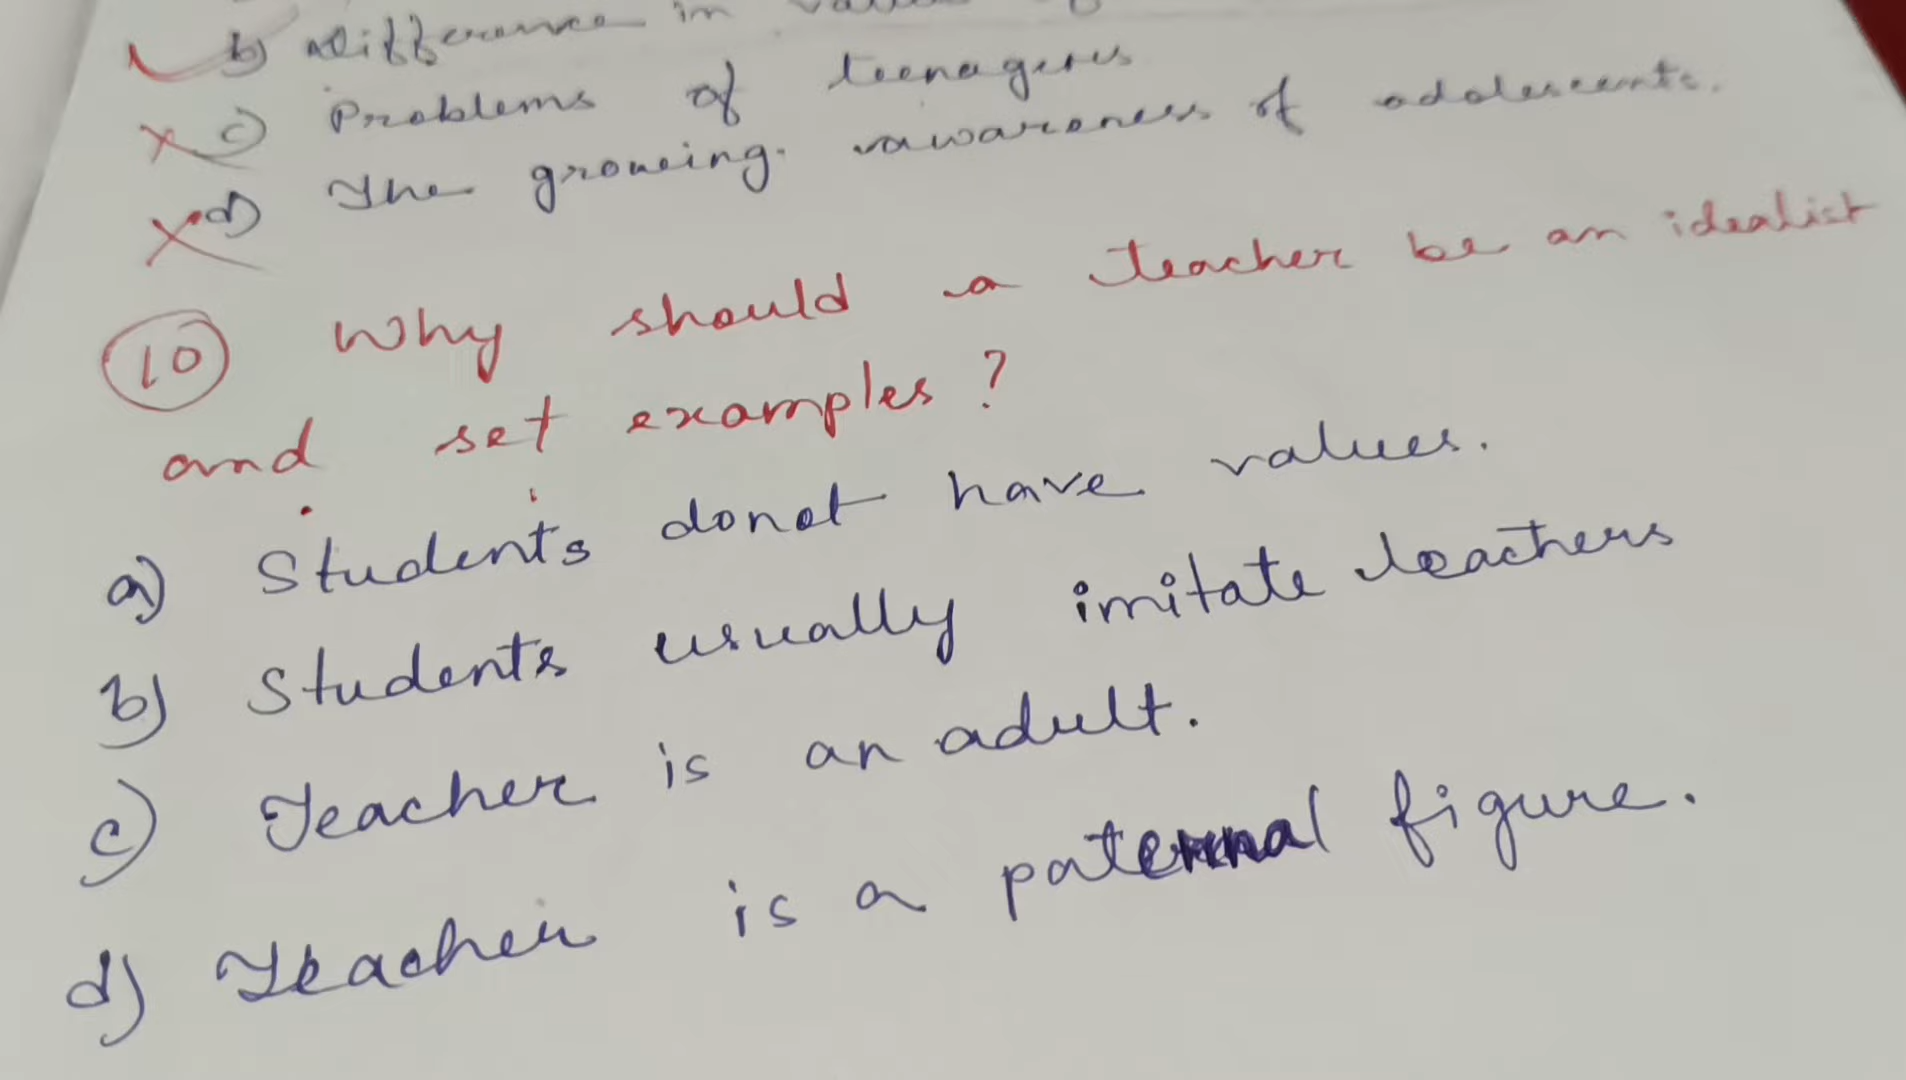 b) Difference in
c) Problems of teenagers
d) The growing awareness of adolescents.
10 Why should a teacher be an idealist
and set examples?
a) Students donot have values.
b) Students usually imitate teachers
c) Teacher is an adult.
d) Teacher is a paternal figure.